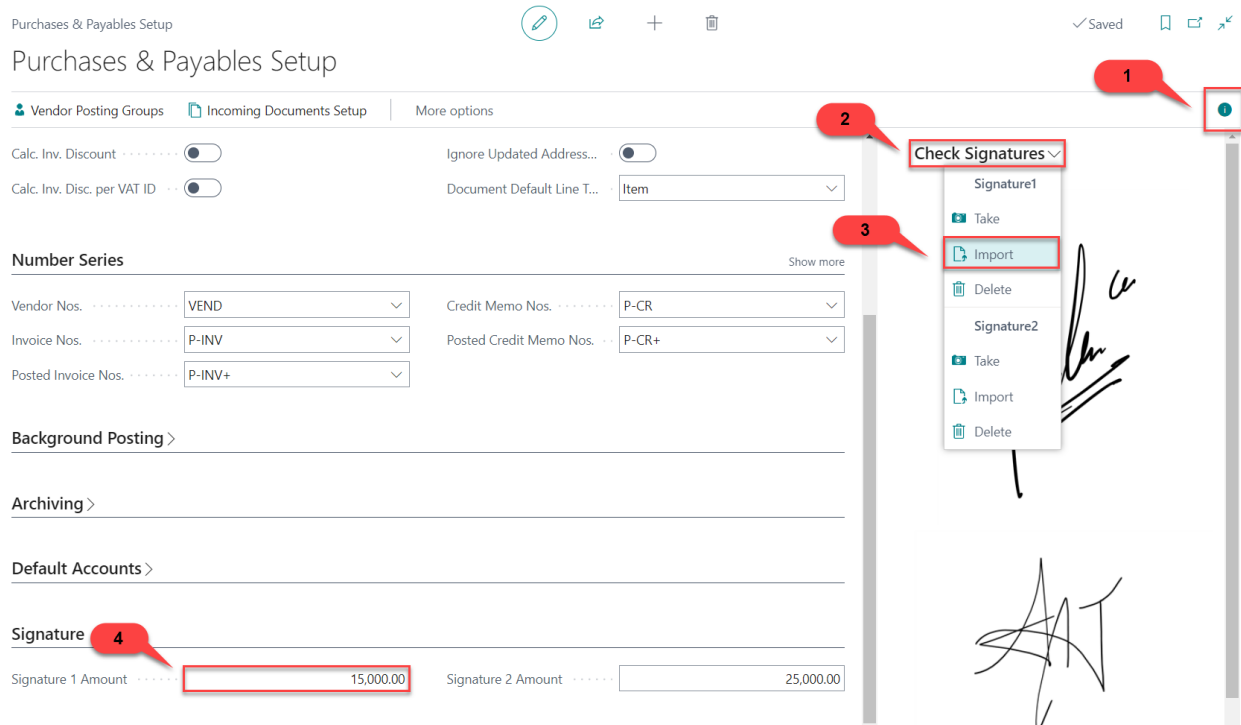 Purchases & Payables Setup
Saved
Purchases & Payables Setup
1
Vendor Posting Groups Incoming Documents Setup More options
2
Calc. Inv. Discount
Ignore Updated Address...
Check Signatures
Calc. Inv. Disc. per VAT ID
Document Default Line T... Item
Signature1
Take
3
Import
Delete
Signature2
Take
Import
Delete
Number Series
Show more
Vendor Nos. VEND
Credit Memo Nos. P-CR
Invoice Nos. P-INV
Posted Credit Memo Nos. P-CR+
Posted Invoice Nos. P-INV+
Background Posting
Archiving
Default Accounts
Signature
4
Signature 1 Amount 15,000.00
Signature 2 Amount 25,000.00